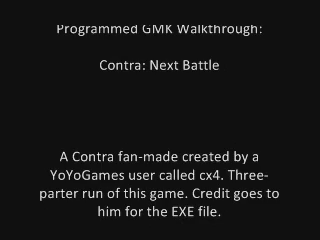 Programmed GMK Walkthrough:
Contra: Next Battle
A Contra fan-made created by a
YoYoGames user called cx4. Three-
parter run of this game. Credit goes to
him for the EXE file.